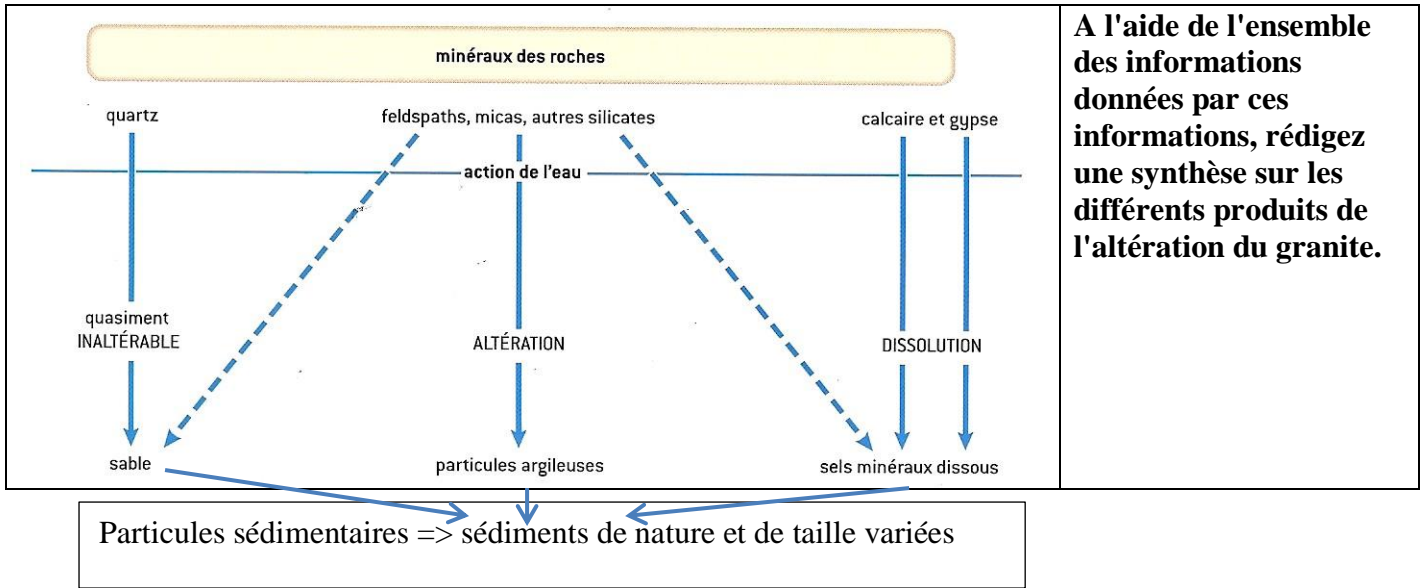 minéraux des roches
quartz
feldspaths, micas, autres silicates
calcaire et gypse
action de l'eau
quasiment
INALTÉRABLE
ALTÉRATION
DISSOLUTION
sable
particules argileuses
sels minéraux dissous
A l'aide de l'ensemble
des informations
données par ces
informations, rédigez
une synthèse sur les
différents produits de
l'altération du granite.
Particules sédimentaires => sédiments de nature et de taille variées